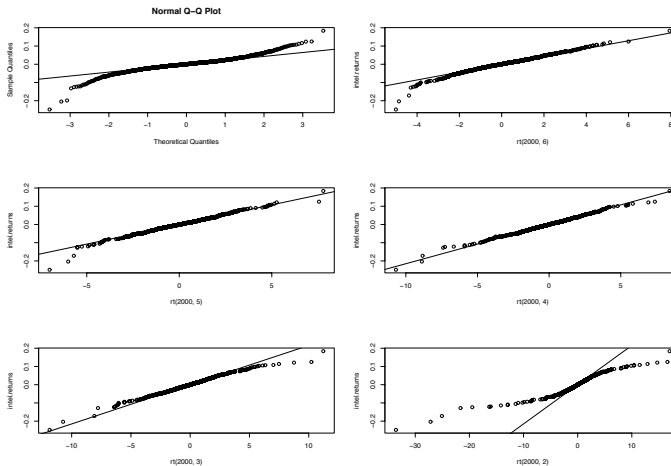 Normal Q−Q Plot
Sample Quantiles
−0.2 0.0 0.1 0.2
−3 −2 −1 0 1 2 3
Theoretical Quantiles
intel.returns
−0.2 0.0 0.1 0.2
−4 −2 0 2 4 6 8
rt(2000, 6)
intel.returns
−0.2 0.0 0.1 0.2
−5 0 5
rt(2000, 5)
intel.returns
−0.2 0.0 0.1 0.2
−10 −5 0 5
rt(2000, 4)
intel.returns
−0.2 0.0 0.1 0.2
−10 −5 0 5 10
rt(2000, 3)
intel.returns
−0.2 0.0 0.1 0.2
−30 −20 −10 0 10
rt(2000, 2)